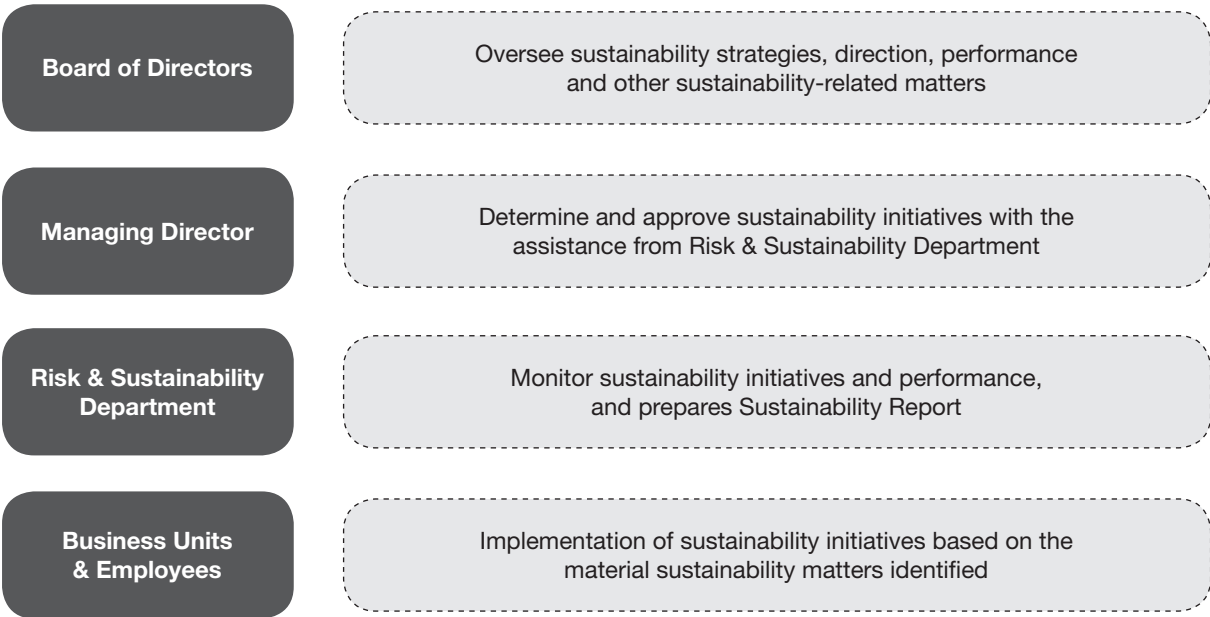 Board of Directors
Oversee sustainability strategies, direction, performance
and other sustainability-related matters
Managing Director
Determine and approve sustainability initiatives with the
assistance from Risk & Sustainability Department
Risk & Sustainability
Department
Monitor sustainability initiatives and performance,
and prepares Sustainability Report
Business Units
& Employees
Implementation of sustainability initiatives based on the
material sustainability matters identified